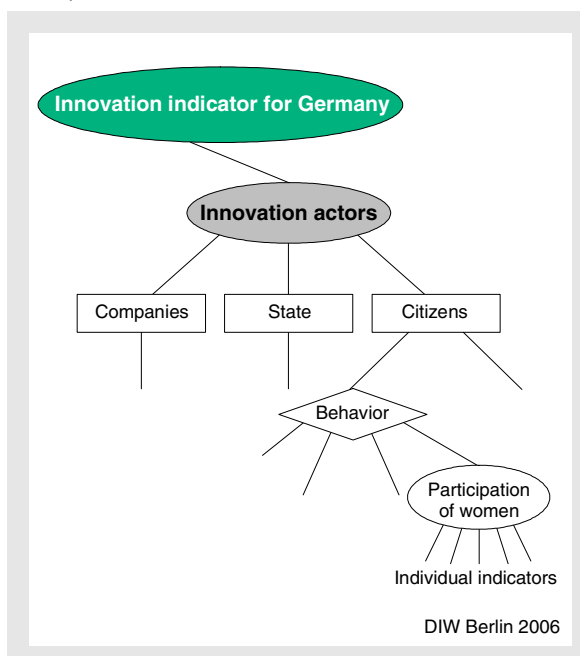 Innovation indicator for Germany
Innovation actors
Companies
State
Citizens
Behavior
Participation
of women
Individual indicators
DIW Berlin 2006